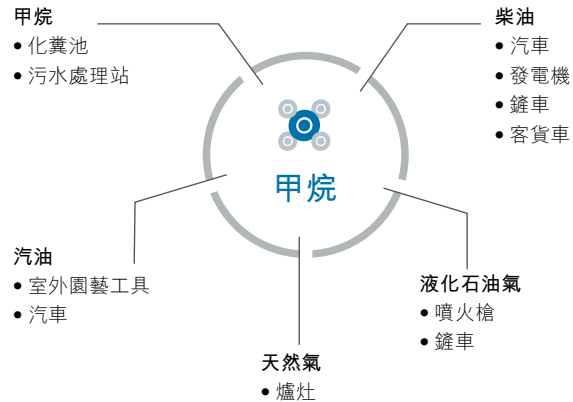 甲烷
• 化糞池
• 污水處理站
柴油
• 汽車
• 發電機
• 鏟車
• 客貨車
甲烷
汽油
• 室外園藝工具
• 汽車
液化石油氣
• 噴火槍
• 鏟車
天然氣
• 爐灶